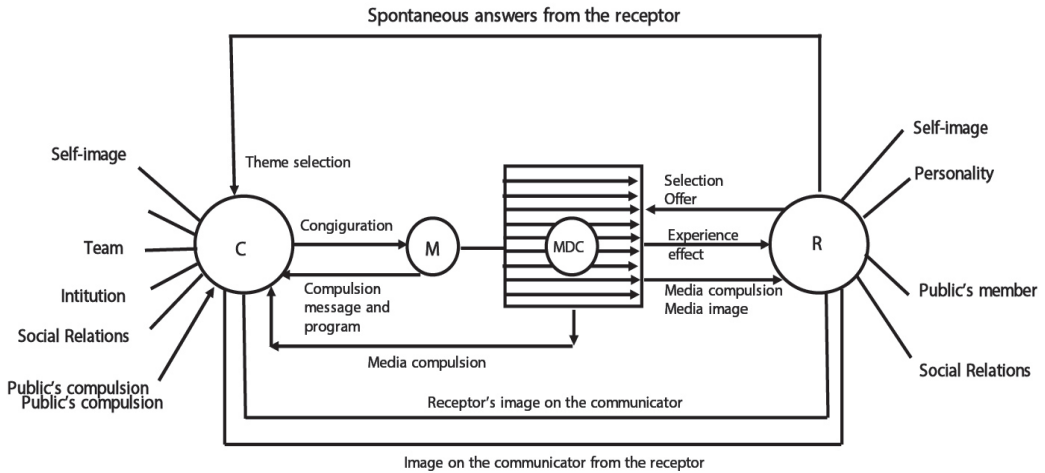 Spontaneous answers from the receptor
Self-image
Team
Intitution
Social Relations
Public's compulsion
Public's compulsion
Theme selection
C
Congiguration
M
Compulsion
message and
program
MDC
Media compulsion
Selection
Offer
Experience
effect
Media compulsion
Media image
R
Self-image
Personality
Public's member
Social Relations
Receptor's image on the communicator
Image on the communicator from the receptor